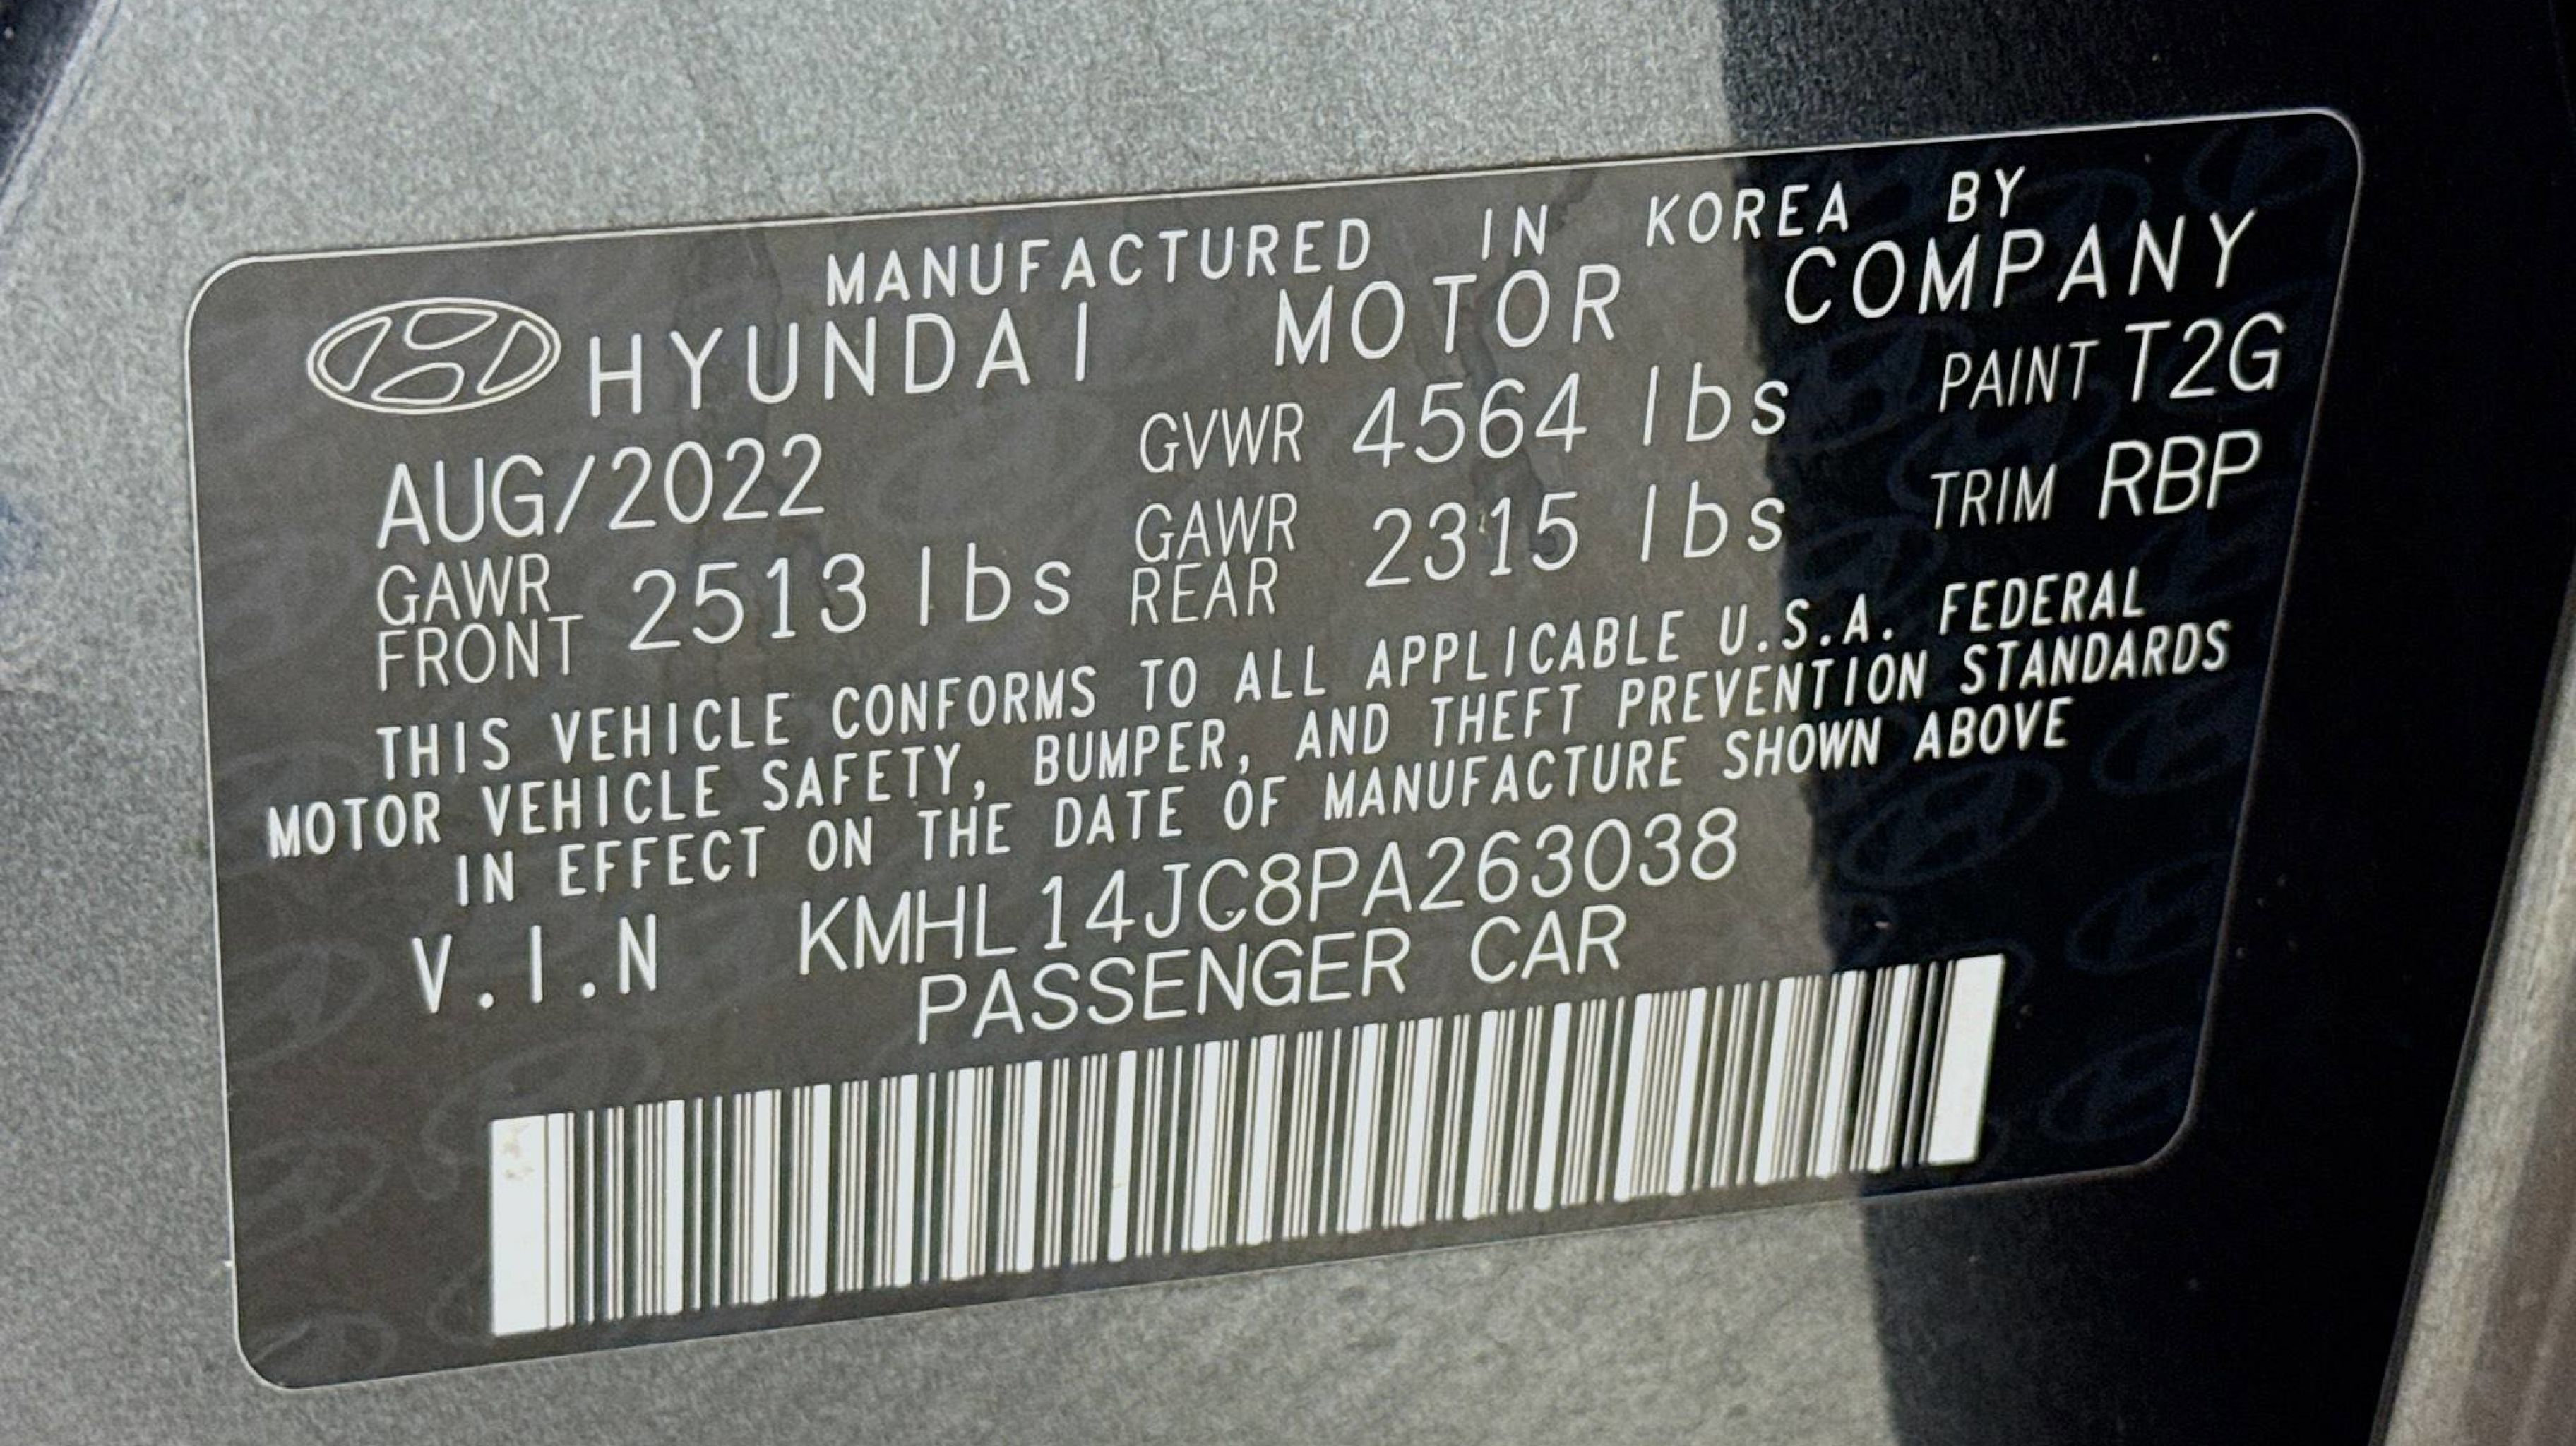 MANUFACTURED IN KOREA BY
HYUNDAI MOTOR COMPANY
AUG/2022 GVWR 4564 lbs PAINT T2G
GAWR FRONT 2513 lbs GAWR REAR 2315 lbs TRIM RBP
THIS VEHICLE CONFORMS TO ALL APPLICABLE U.S.A. FEDERAL
MOTOR VEHICLE SAFETY, BUMPER, AND THEFT PREVENTION STANDARDS
IN EFFECT ON THE DATE OF MANUFACTURE SHOWN ABOVE
V.I.N KMHL14JC8PA263038
PASSENGER CAR